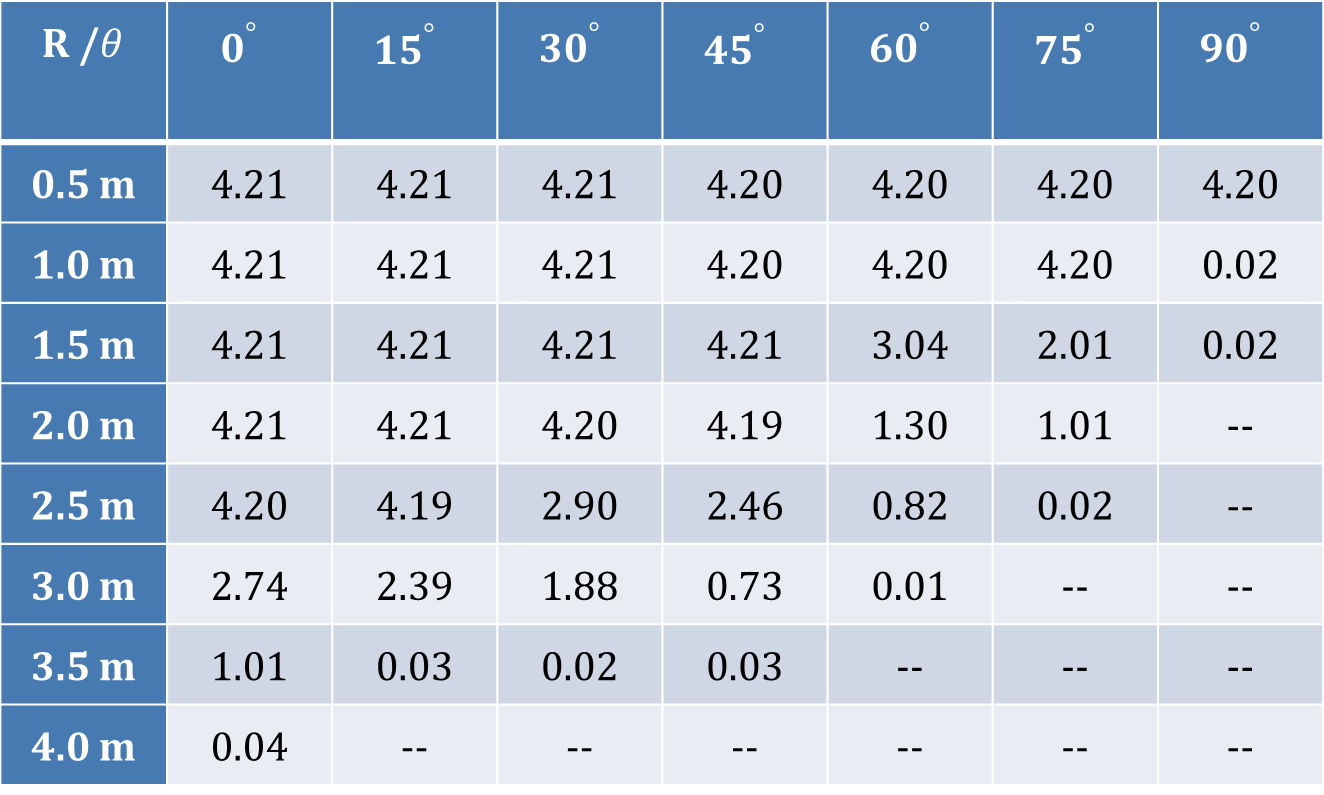 R /θ 0° 15° 30° 45° 60° 75° 90°
0.5 m 4.21 4.21 4.21 4.20 4.20 4.20 4.20
1.0 m 4.21 4.21 4.21 4.20 4.20 4.20 0.02
1.5 m 4.21 4.21 4.21 4.21 3.04 2.01 0.02
2.0 m 4.21 4.21 4.20 4.19 1.30 1.01 --
2.5 m 4.20 4.19 2.90 2.46 0.82 0.02 --
3.0 m 2.74 2.39 1.88 0.73 0.01 -- --
3.5 m 1.01 0.03 0.02 0.03 -- -- --
4.0 m 0.04 -- -- -- -- -- --